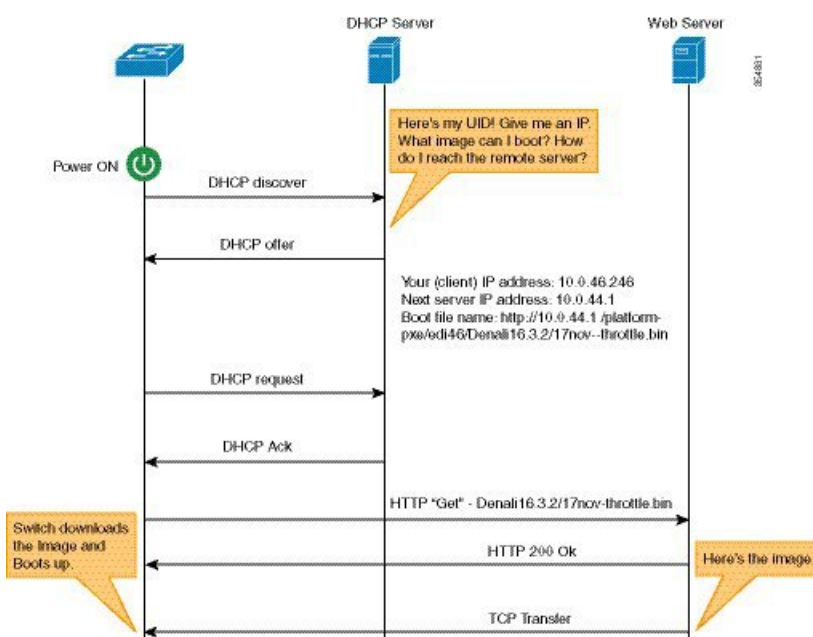 DHCP Server
Web Server
354881
Here's my UID! Give me an IP.
What image can I boot? How
do I reach the remote server?
Power ON
DHCP discover
DHCP offer
Your (client) IP address: 10.0.46.246
Next server IP address: 10.0.44.1
Boot file name: http://10.0.44.1 /platform-
pxe/edi46/Denali16.3.2/17nov--throttle.bin
DHCP request
DHCP Ack
HTTP "Get" - Denali16.3.2/17nov-throttle.bin
Switch downloads
the Image and
Boots up.
HTTP 200 Ok
Here's the image.
TCP Transfer